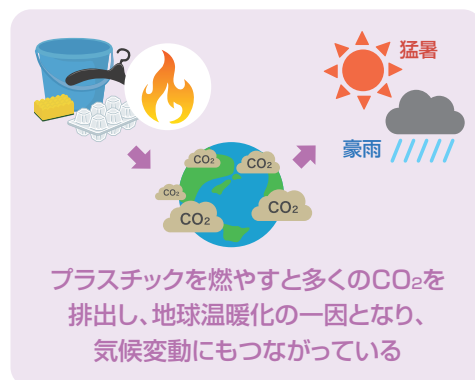 猛暑
豪雨
CO₂
CO₂
CO₂
CO₂
CO₂
プラスチックを燃やすと多くのCO₂を
排出し、地球温暖化の一因となり、
気候変動にもつながっている